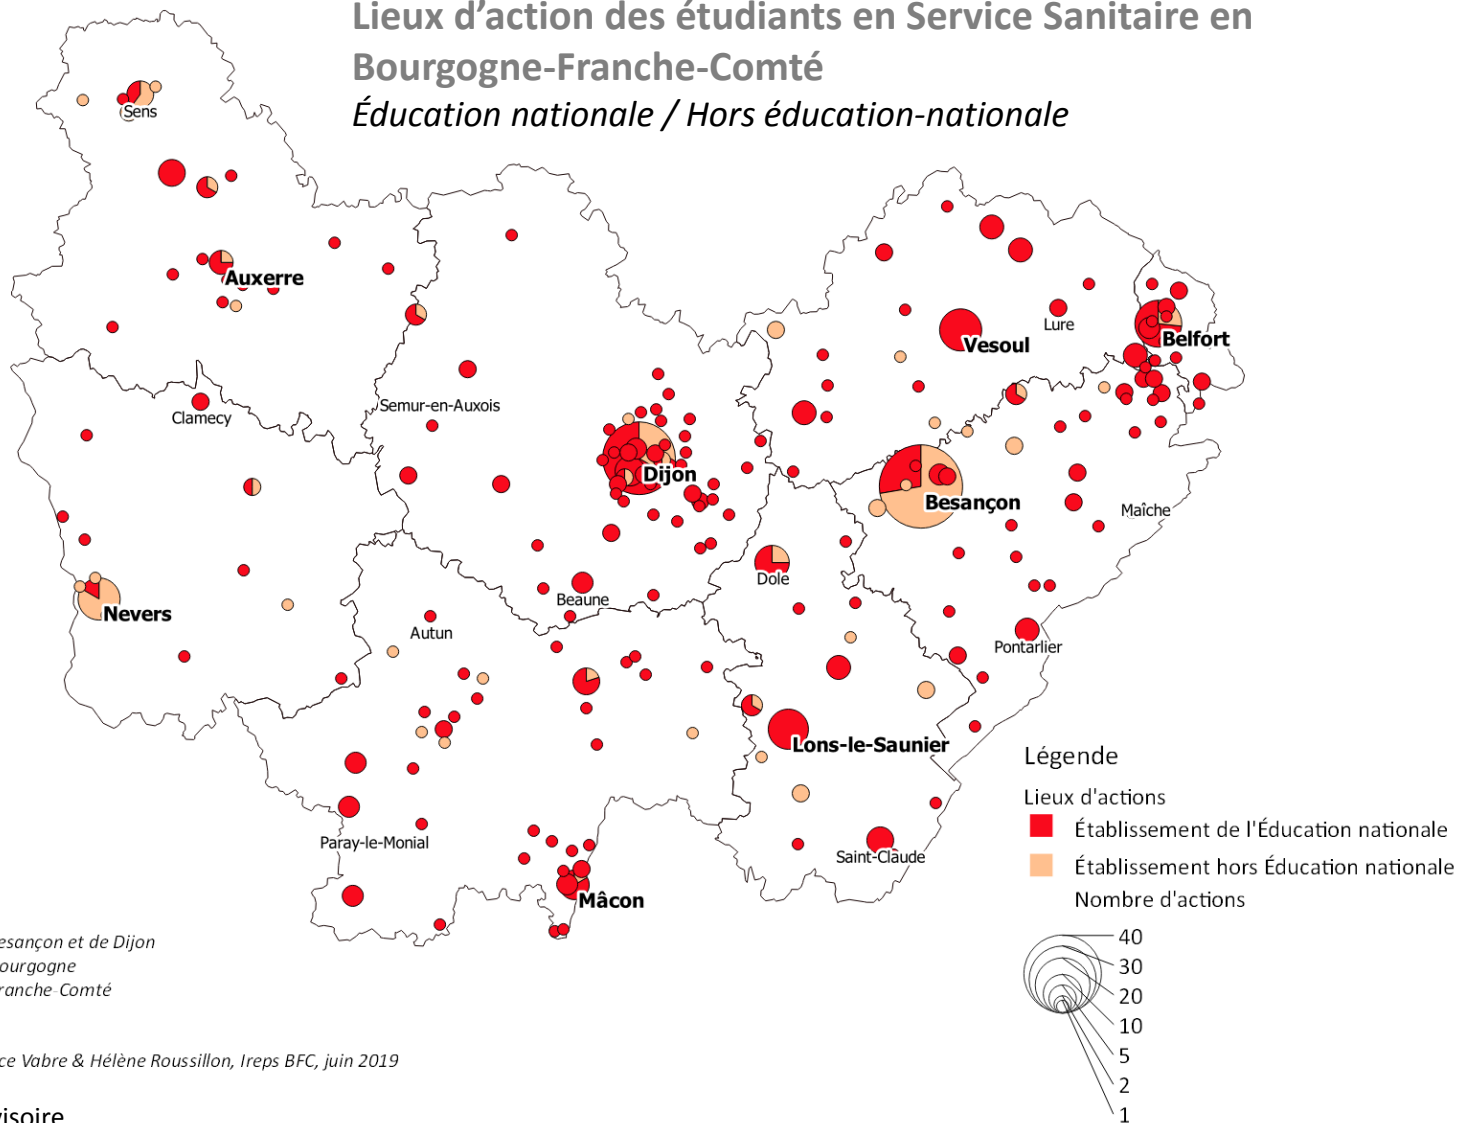 Lieux d’action des étudiants en Service Sanitaire en
Bourgogne-Franche-Comté
Éducation nationale / Hors éducation-nationale
Sens
Auxerre
Clamecy
Semur-en-Auxois
Vesoul
Lure
Belfort
Dijon
Besançon
Maîche
Dole
Beaune
Nevers
Autun
Pontarlier
Lons-le-Saunier
Paray-le-Monial
Saint-Claude
Mâcon
Légende
Lieux d'actions
Établissement de l'Éducation nationale
Établissement hors Éducation nationale
Nombre d'actions
40
30
20
10
5
2
1
esançon et de Dijon
ourgogne
ranche-Comté
ce Vabre & Hélène Roussillon, Ireps BFC, juin 2019
visoire